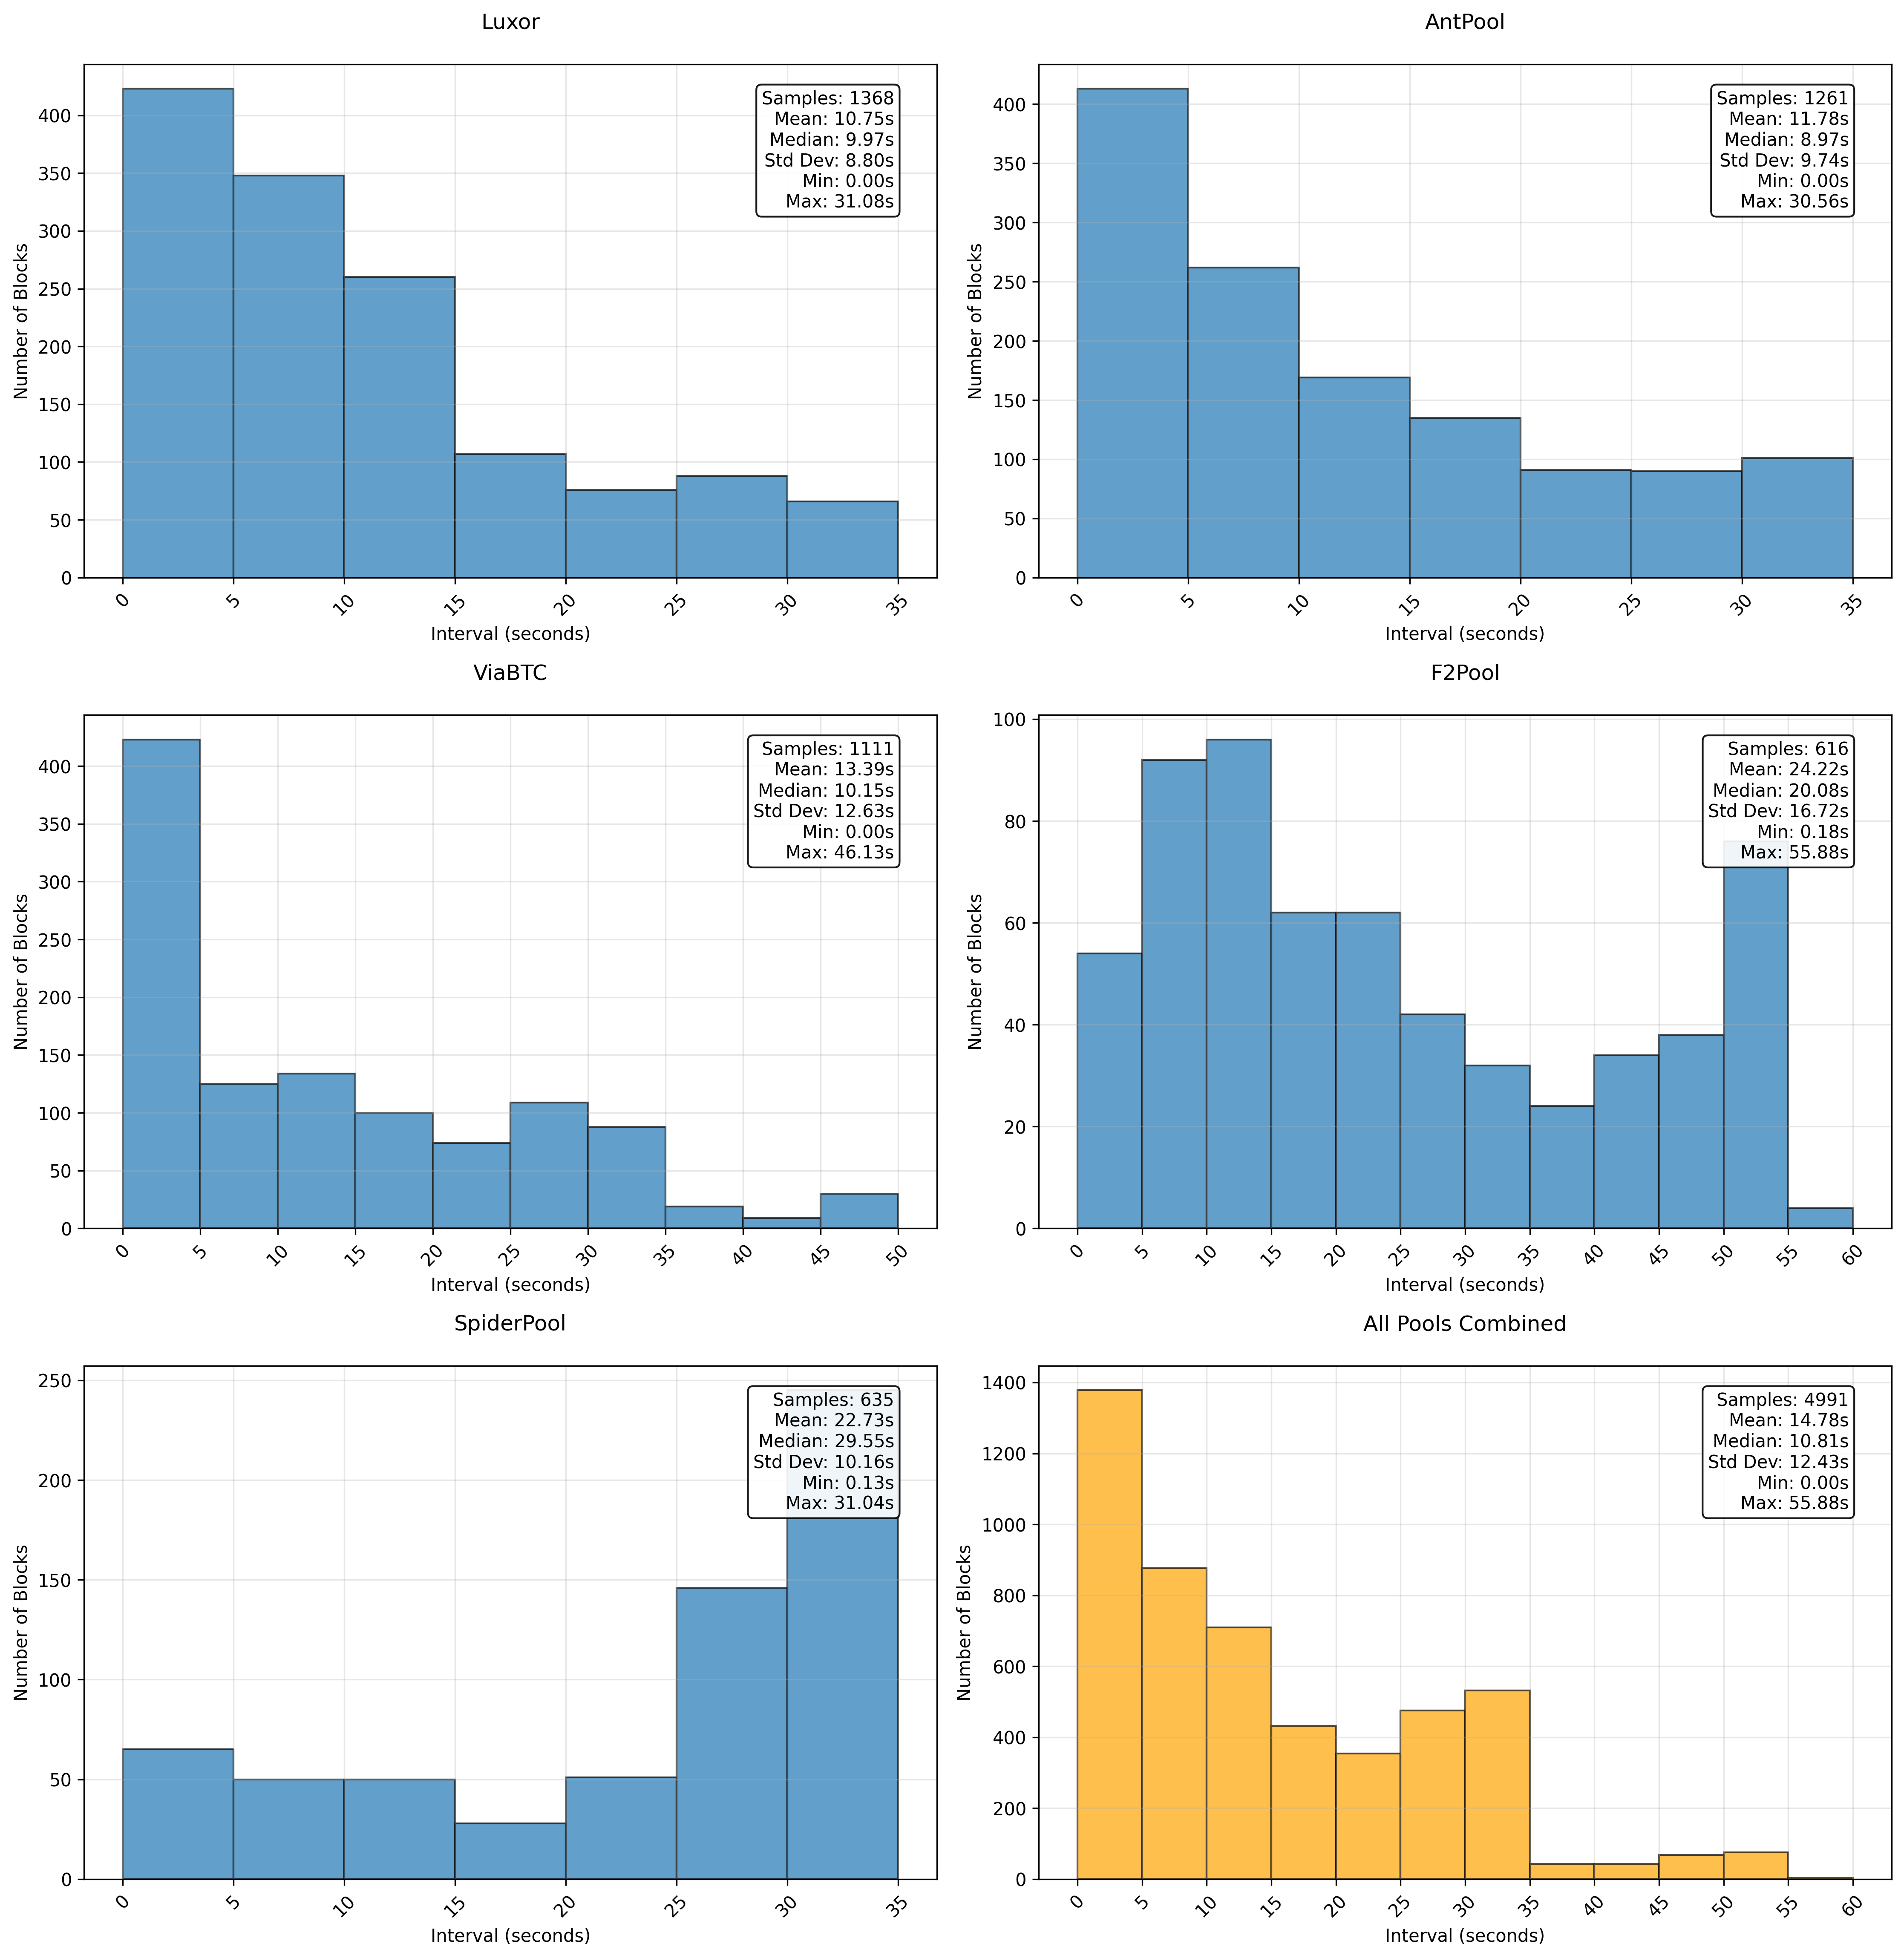 Luxor
Number of Blocks
400
350
300
250
200
150
100
50
0
Samples: 1368
Mean: 10.75s
Median: 9.97s
Std Dev: 8.80s
Min: 0.00s
Max: 31.08s
0 5 10 15 20 25 30 35
Interval (seconds)
AntPool
Number of Blocks
400
350
300
250
200
150
100
50
0
Samples: 1261
Mean: 11.78s
Median: 8.97s
Std Dev: 9.74s
Min: 0.00s
Max: 30.56s
0 5 10 15 20 25 30 35
Interval (seconds)
ViaBTC
Number of Blocks
400
350
300
250
200
150
100
50
0
Samples: 1111
Mean: 13.39s
Median: 10.15s
Std Dev: 12.63s
Min: 0.00s
Max: 46.13s
0 5 10 15 20 25 30 35 40 45 50
Interval (seconds)
F2Pool
Number of Blocks
100
80
60
40
20
0
Samples: 616
Mean: 24.22s
Median: 20.08s
Std Dev: 16.72s
Min: 0.18s
Max: 55.88s
0 5 10 15 20 25 30 35 40 45 50 55 60
Interval (seconds)
SpiderPool
Number of Blocks
250
200
150
100
50
0
Samples: 635
Mean: 22.73s
Median: 29.55s
Std Dev: 10.16s
Min: 0.13s
Max: 31.04s
0 5 10 15 20 25 30 35
Interval (seconds)
All Pools Combined
Number of Blocks
1400
1200
1000
800
600
400
200
0
Samples: 4991
Mean: 14.78s
Median: 10.81s
Std Dev: 12.43s
Min: 0.00s
Max: 55.88s
0 5 10 15 20 25 30 35 40 45 50 55 60
Interval (seconds)